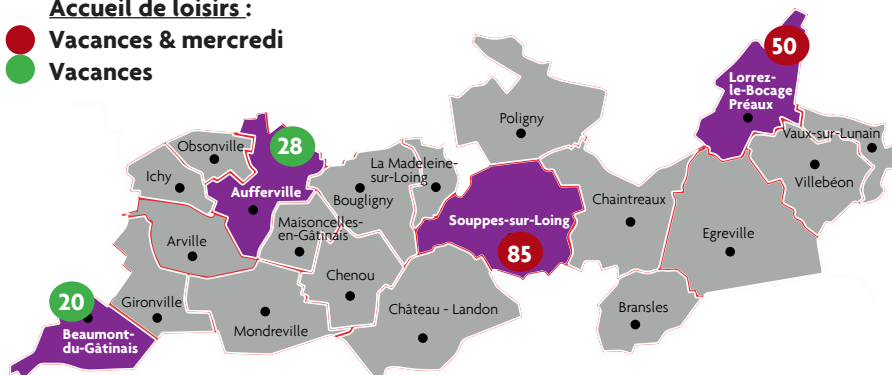 Accueil de loisirs :
Vacances & mercredi
Vacances
50
Lorrez-
le-Bocage
Préaux
Poligny
Vaux-sur-Lunain
Obsonville
28
La Madeleine-
sur-Loing
Ichy
Villebéon
Aufferville
Bougligny
Chaintreaux
Maisoncelles-
en-Gâtinais
Souppes-sur-Loing
Egreville
Arville
85
Chenou
20
Gironville
Château - Landon
Bransles
Mondreville
Beaumont-
du-Gâtinais